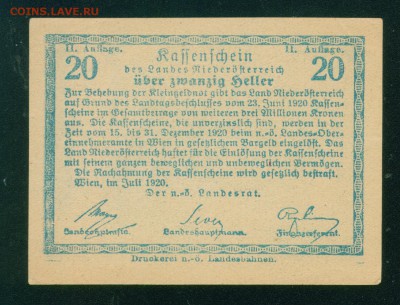 COINS.LAVE.RU
II. Auflage. II. Auflage.
20 Kassenschein 20
des Landes Niederösterreich
über zwanzig Heller
Zur Behebung der Kleingeldnot gibt das Land Niederösterreich
auf Grund des Landtagsbeschlusses vom 23. Juni 1920 Kassen-
scheine im Gesamtbetrage von weiteren drei Millionen Kronen
aus. Die Kassenscheine, die unverzinslich sind, werden in der
Zeit vom 15. bis 31. Dezember 1920 beim n.-ö. Landes-Ober-
einnehmeramte in Wien in gesetzlichem Bargeld eingelöst. Das
Land Niederösterreich haftet für die Einlösung der Kassenscheine
mit seinem ganzen beweglichen und unbeweglichen Vermögen.
Die Nachahmung der Kassenscheine wird gesetzlich bestraft.
Wien, im Juli 1920.
Der n.-ö. Landesrat.
Landeshauptmann. Finanzreferent.
Druckerei n.-ö. Landesbahnen.